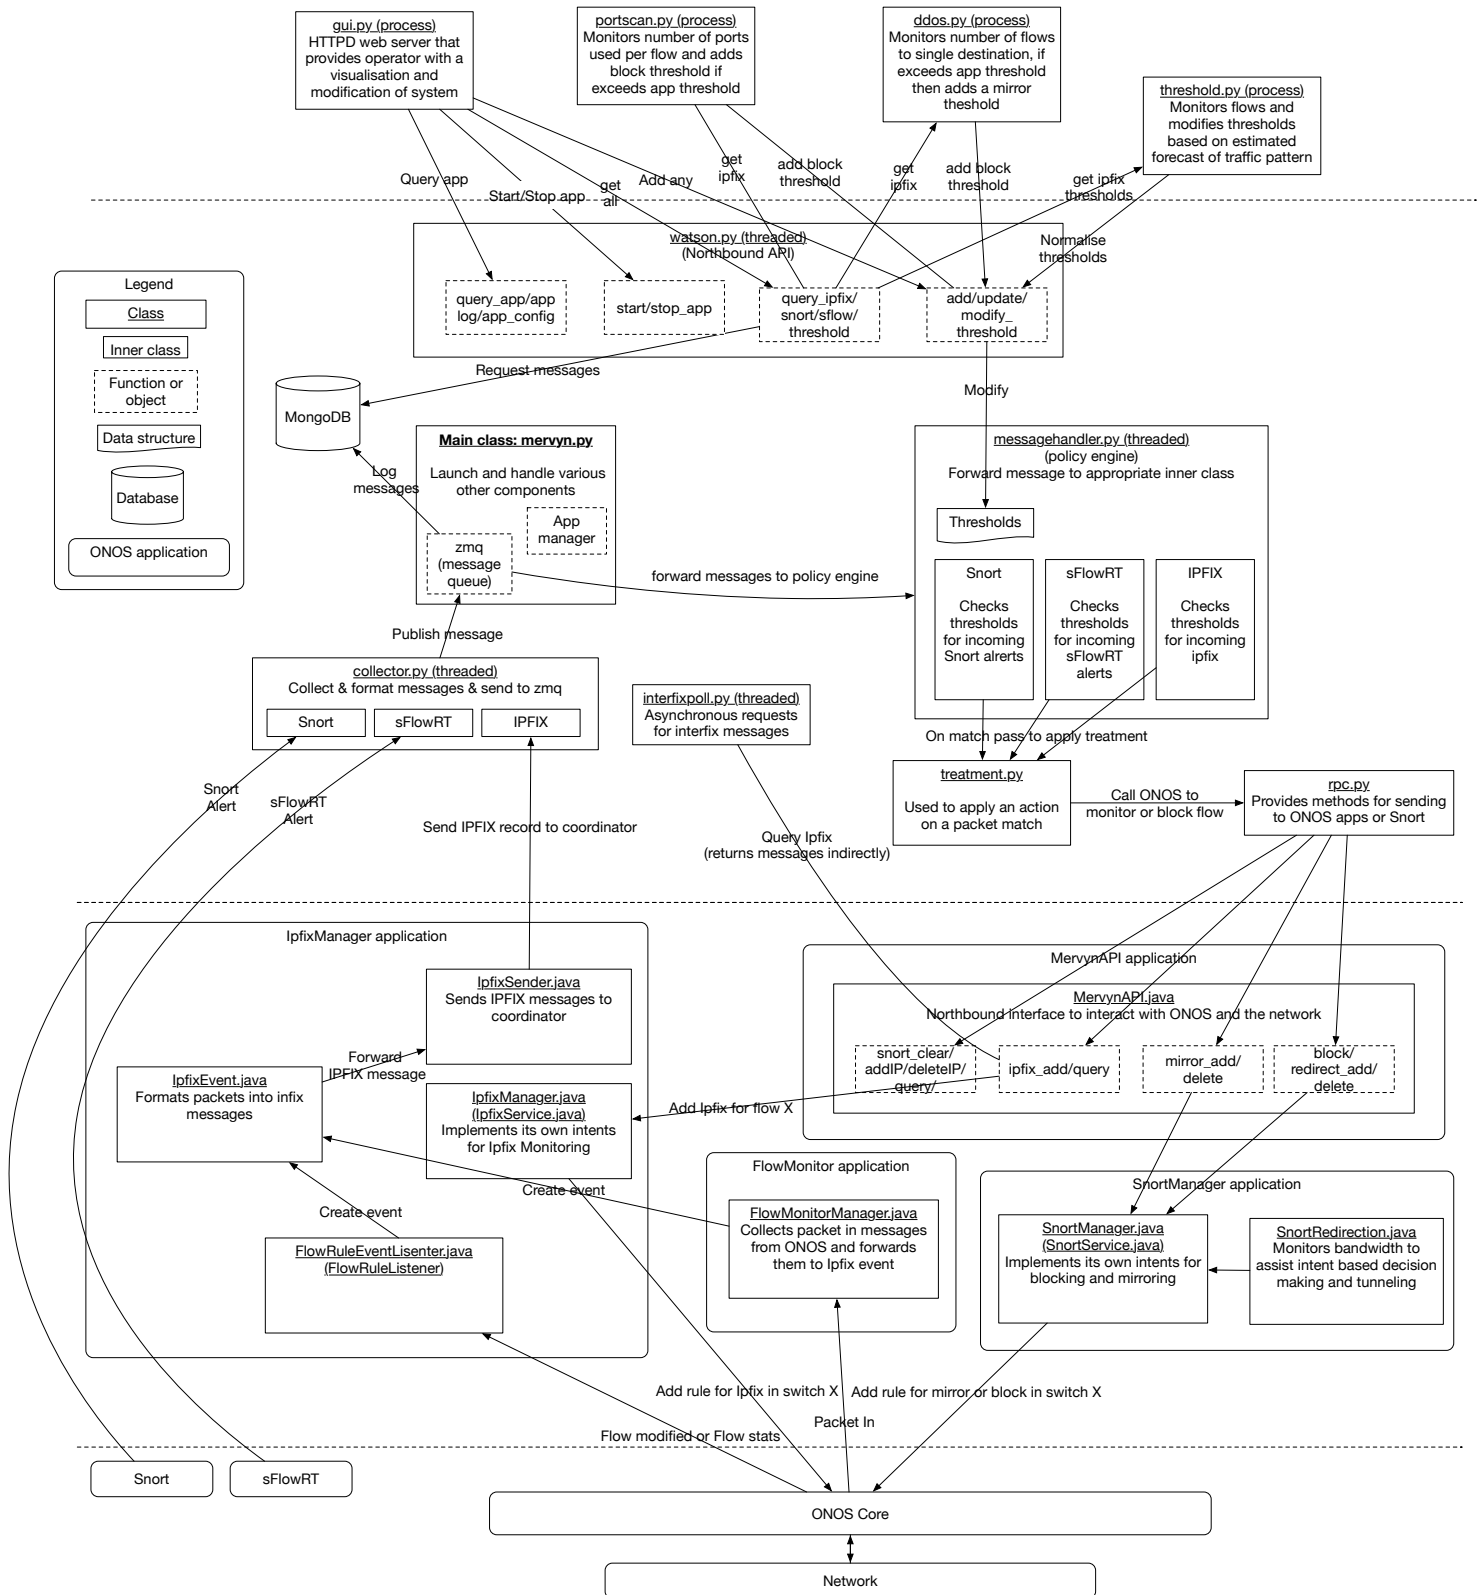 gui.py (process)
HTTPD web server that
provides operator with a
visualisation and
modification of system
portscan.py (process)
Monitors number of ports
used per flow and adds
block threshold if
exceeds app threshold
ddos.py (process)
Monitors number of flows
to single destination, if
exceeds app threshold
then adds a mirror
theshold
threshold.py (process)
Monitors flows and
modifies thresholds
based on estimated
forecast of traffic pattern
Query app
Start/Stop app
get
all
Add any
get
ipfix
add block
threshold
get
ipfix
add block
threshold
get ipfix
thresholds
Normalise
thresholds
watson.py (threaded)
(Northbound API)
query_app/app
log/app_config
start/stop_app
query_ipfix/
snort/sflow/
threshold
add/update/
modify_
threshold
Legend
Class
Inner class
Function or
object
Data structure
Database
ONOS application
Request messages
MongoDB
Modify
Log
messages
Main class: mervyn.py
Launch and handle various
other components
App
manager
zmq
(message
queue)
forward messages to policy engine
messagehandler.py (threaded)
(policy engine)
Forward message to appropriate inner class
Thresholds
Snort
Checks
thresholds
for incoming
Snort alrerts
sFlowRT
Checks
thresholds
for incoming
sFlowRT
alerts
IPFIX
Checks
thresholds
for incoming
ipfix
Publish message
collector.py (threaded)
Collect & format messages & send to zmq
Snort
sFlowRT
IPFIX
interfixpoll.py (threaded)
Asynchronous requests
for interfix messages
On match pass to apply treatment
treatment.py
Used to apply an action
on a packet match
Call ONOS to
monitor or block flow
rpc.py
Provides methods for sending
to ONOS apps or Snort
Snort
Alert
sFlowRT
Alert
Send IPFIX record to coordinator
Query Ipfix
(returns messages indirectly)
IpfixManager application
IpfixSender.java
Sends IPFIX messages to
coordinator
Forward
IPFIX message
IpfixEvent.java
Formats packets into infix
messages
IpfixManager.java
(IpfixService.java)
Implements its own intents
for Ipfix Monitoring
Create event
FlowRuleEventLisenter.java
(FlowRuleListener)
MervynAPI application
MervynAPI.java
Northbound interface to interact with ONOS and the network
snort_clear/
addIP/deleteIP/
query/
ipfix_add/query
mirror_add/
delete
block/
redirect_add/
delete
Add Ipfix for flow X
Create event
FlowMonitor application
FlowMonitorManager.java
Collects packet in messages
from ONOS and forwards
them to Ipfix event
SnortManager application
SnortManager.java
(SnortService.java)
Implements its own intents for
blocking and mirroring
SnortRedirection.java
Monitors bandwidth to
assist intent based decision
making and tunneling
Add rule for Ipfix in switch X
Add rule for mirror or block in switch X
Packet In
Flow modified or Flow stats
Snort
sFlowRT
ONOS Core
Network